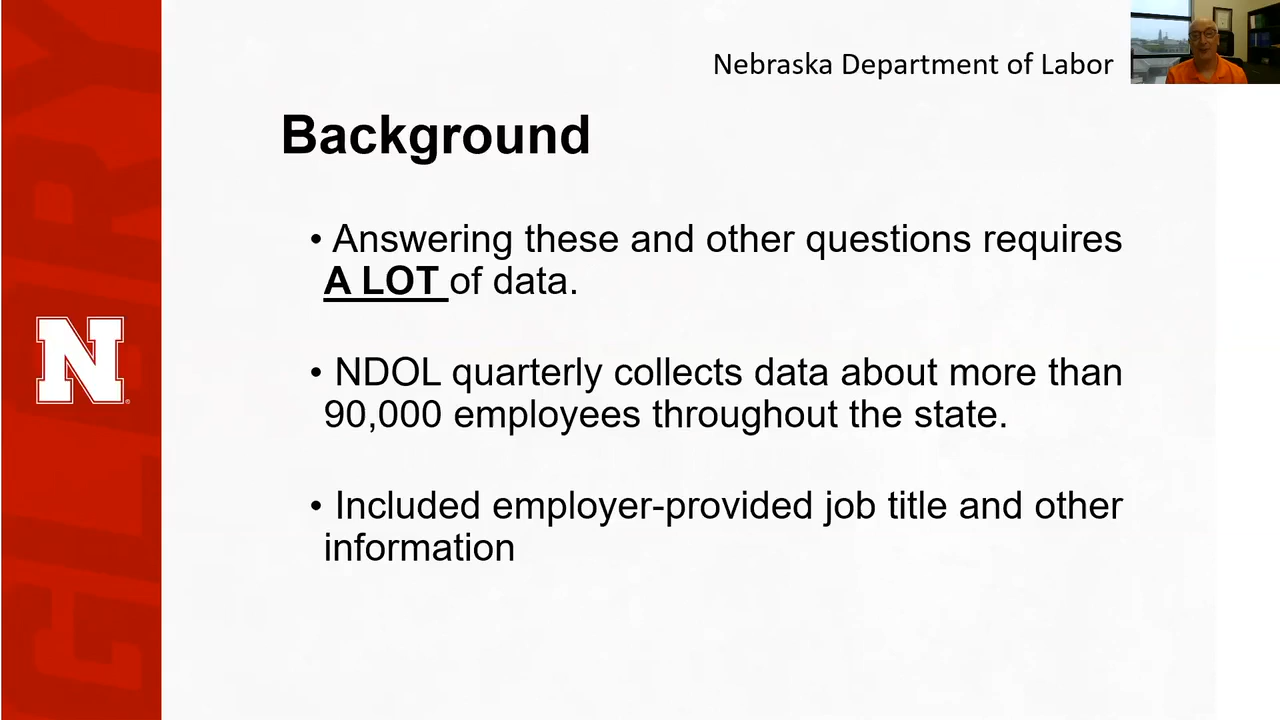 Nebraska Department of Labor
Background
• Answering these and other questions requires
A LOT of data.
• NDOL quarterly collects data about more than
90,000 employees throughout the state.
• Included employer-provided job title and other
information
N
GLORY